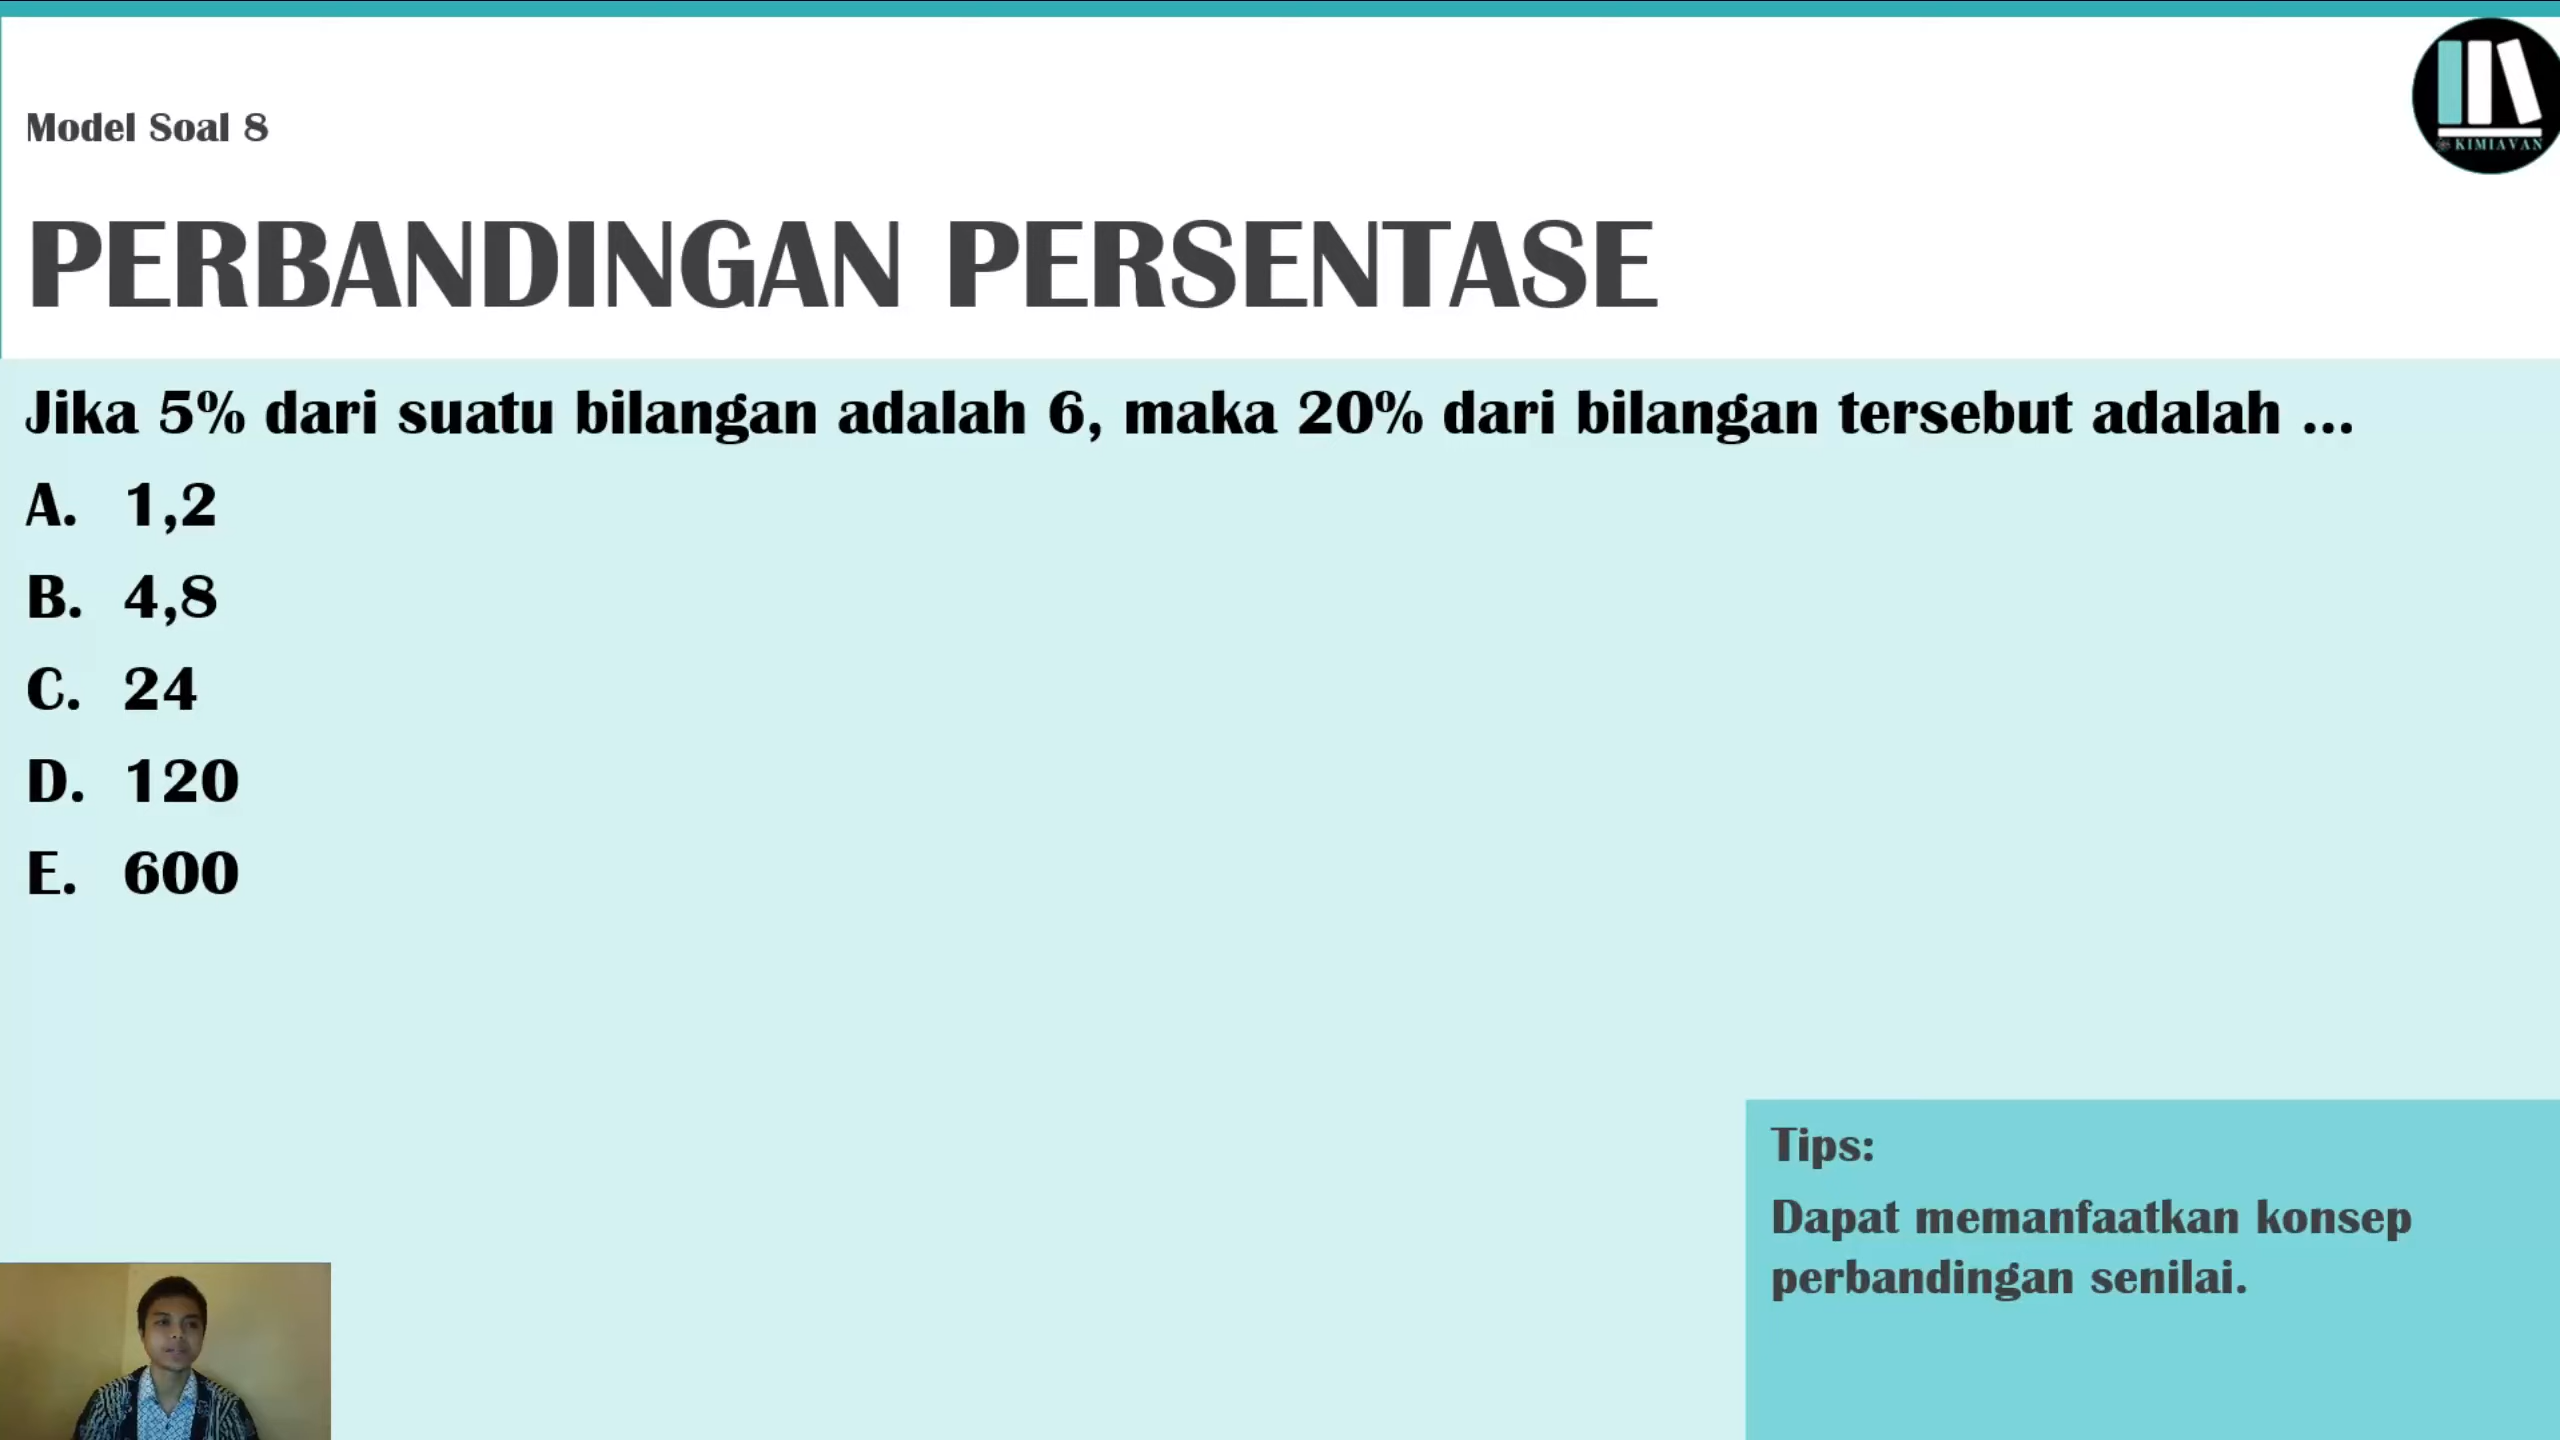 KIMIAVAN
Model Soal 8
PERBANDINGAN PERSENTASE
Jika 5% dari suatu bilangan adalah 6, maka 20% dari bilangan tersebut adalah ...
A. 1,2
B. 4,8
C. 24
D. 120
E. 600
Tips:
Dapat memanfaatkan konsep
perbandingan senilai.